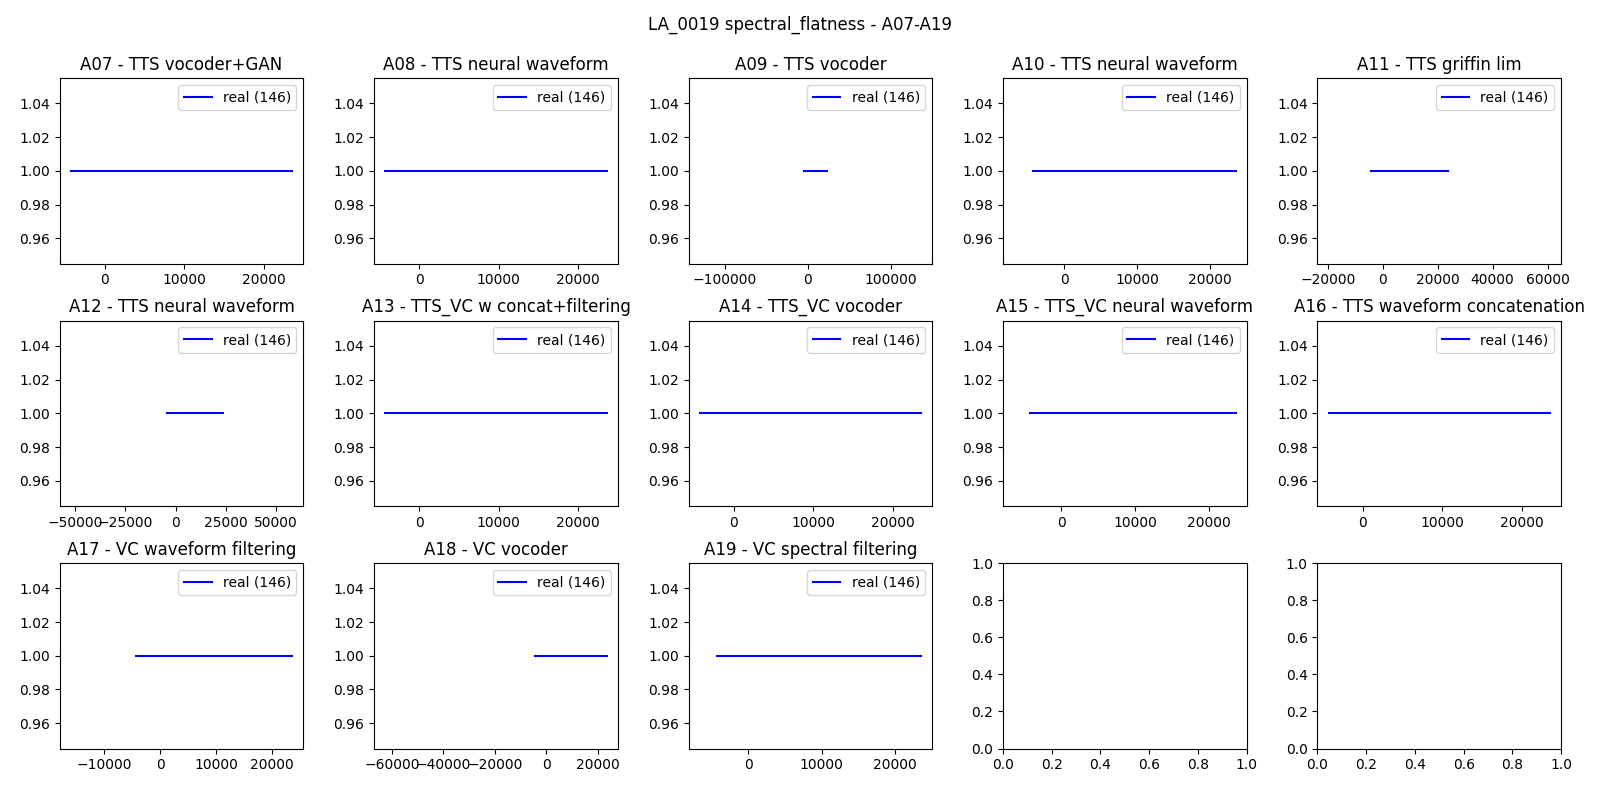 LA_0019 spectral_flatness - A07-A19
A07 - TTS vocoder+GAN
real (146)
1.04
1.02
1.00
0.98
0.96
0 10000 20000
A08 - TTS neural waveform
real (146)
1.04
1.02
1.00
0.98
0.96
0 10000 20000
A09 - TTS vocoder
real (146)
1.04
1.02
1.00
0.98
0.96
−100000 0 100000
A10 - TTS neural waveform
real (146)
1.04
1.02
1.00
0.98
0.96
0 10000 20000
A11 - TTS griffin lim
real (146)
1.04
1.02
1.00
0.98
0.96
−20000 0 20000 40000 60000
A12 - TTS neural waveform
real (146)
1.04
1.02
1.00
0.98
0.96
−50000 −25000 0 25000 50000
A13 - TTS_VC w concat+filtering
real (146)
1.04
1.02
1.00
0.98
0.96
0 10000 20000
A14 - TTS_VC vocoder
real (146)
1.04
1.02
1.00
0.98
0.96
0 10000 20000
A15 - TTS_VC neural waveform
real (146)
1.04
1.02
1.00
0.98
0.96
0 10000 20000
A16 - TTS waveform concatenation
real (146)
1.04
1.02
1.00
0.98
0.96
0 10000 20000
A17 - VC waveform filtering
real (146)
1.04
1.02
1.00
0.98
0.96
−10000 0 10000 20000
A18 - VC vocoder
real (146)
1.04
1.02
1.00
0.98
0.96
−60000 −40000 −20000 0 20000
A19 - VC spectral filtering
real (146)
1.04
1.02
1.00
0.98
0.96
0 10000 20000
1.0
0.8
0.6
0.4
0.2
0.0
0.0 0.2 0.4 0.6 0.8 1.0
1.0
0.8
0.6
0.4
0.2
0.0
0.0 0.2 0.4 0.6 0.8 1.0